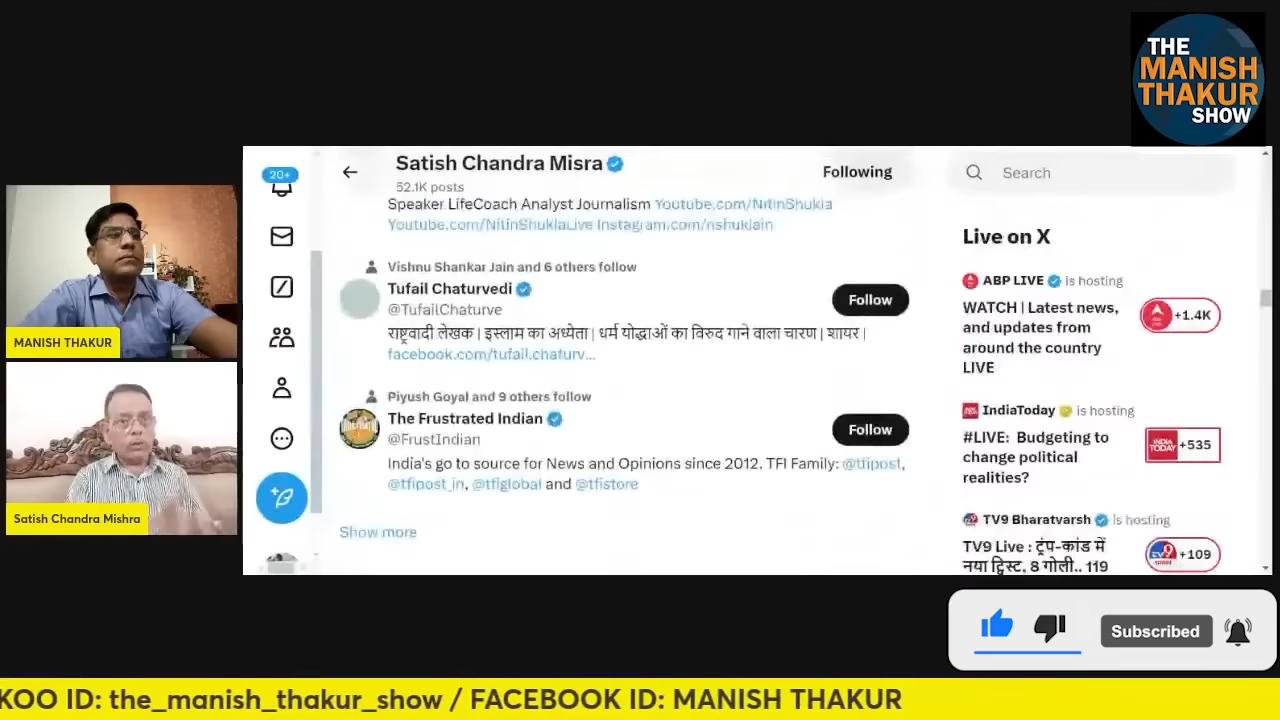 THE
MANISH
THAKUR
SHOW
MANISH THAKUR
Satish Chandra Mishra
20+
Satish Chandra Misra
52.1K posts
Following
Speaker LifeCoach Analyst Journalism Youtube.com/NitinShukla
Youtube.com/NitinShuklaLive Instagram.com/nshuklain
Vishnu Shankar Jain and 6 others follow
Tufail Chaturvedi
@TufailChaturve
Follow
राष्ट्रवादी लेखक | इस्लाम का अध्येता | धर्म योद्धाओं का विरुद गाने वाला चारण | शायर |
facebook.com/tufail.chaturv...
Piyush Goyal and 9 others follow
The Frustrated Indian
@FrustIndian
Follow
India's go to source for News and Opinions since 2012. TFI Family: @tfipost,
@tfipost_in, @tfiglobal and @tfistore
Show more
Search
Live on X
ABP LIVE is hosting
WATCH | Latest news,
and updates from
around the country
LIVE
+1.4K
IndiaToday is hosting
#LIVE: Budgeting to
change political
realities?
INDIA
TODAY
+535
TV9 Bharatvarsh is hosting
TV9 Live : ट्रंप-कांड में
नया ट्विस्ट, 8 गोली.. 119
+109
Subscribed
KOO ID: the_manish_thakur_show / FACEBOOK ID: MANISH THAKUR